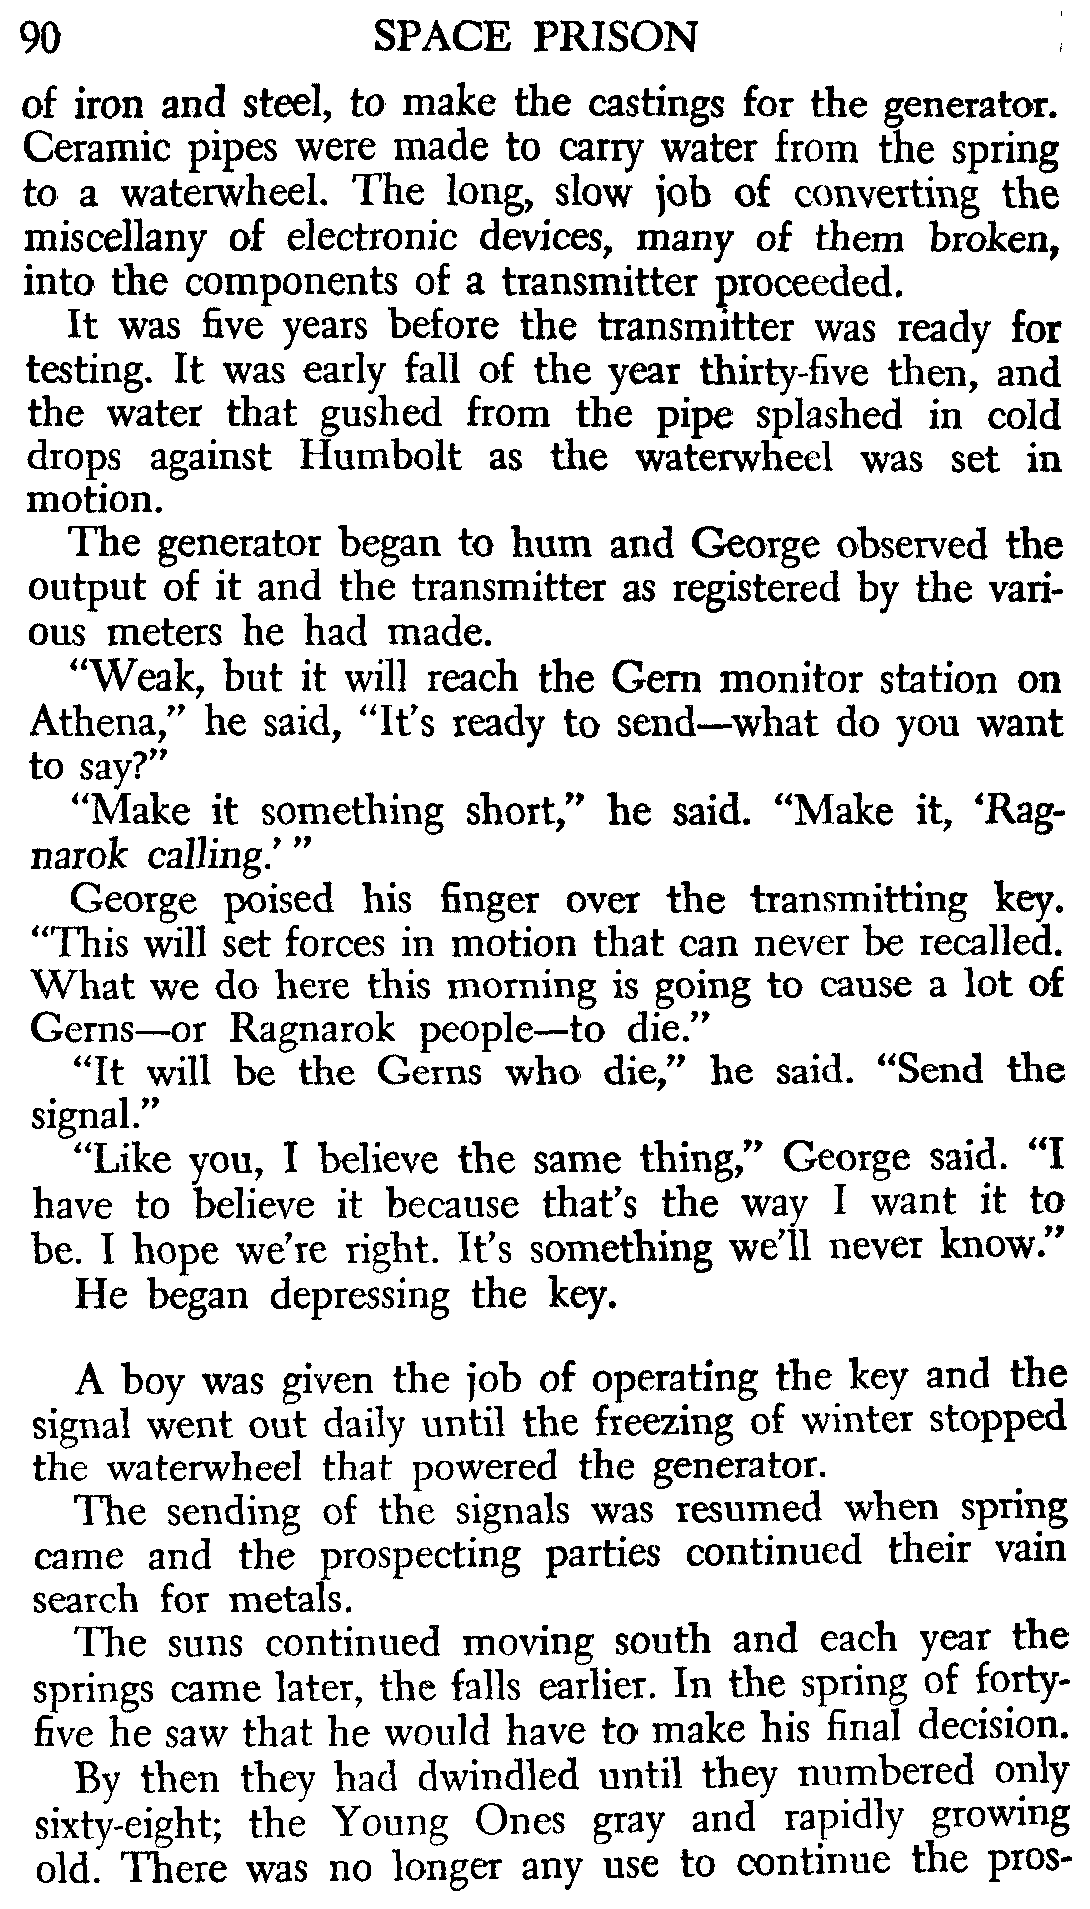 90 SPACE PRISON
of iron and steel, to make the castings for the generator.
Ceramic pipes were made to carry water from the spring
to a waterwheel. The long, slow job of converting the
miscellany of electronic devices, many of them broken,
into the components of a transmitter proceeded.
It was five years before the transmitter was ready for
testing. It was early fall of the year thirty-five then, and
the water that gushed from the pipe splashed in cold
drops against Humbolt as the waterwheel was set in
motion.
The generator began to hum and George observed the
output of it and the transmitter as registered by the vari-
ous meters he had made.
“Weak, but it will reach the Gern monitor station on
Athena,” he said, “It’s ready to send—what do you want
to say?”
“Make it something short,” he said. “Make it, ‘Rag-
narok calling.’ ”
George poised his finger over the transmitting key.
“This will set forces in motion that can never be recalled.
What we do here this morning is going to cause a lot of
Gerns—or Ragnarok people—to die.”
“It will be the Gerns who die,” he said. “Send the
signal.”
“Like you, I believe the same thing,” George said. “I
have to believe it because that’s the way I want it to
be. I hope we’re right. It’s something we’ll never know.”
He began depressing the key.
A boy was given the job of operating the key and the
signal went out daily until the freezing of winter stopped
the waterwheel that powered the generator.
The sending of the signals was resumed when spring
came and the prospecting parties continued their vain
search for metals.
The suns continued moving south and each year the
springs came later, the falls earlier. In the spring of forty-
five he saw that he would have to make his final decision.
By then they had dwindled until they numbered only
sixty-eight; the Young Ones gray and rapidly growing
old. There was no longer any use to continue the pros-